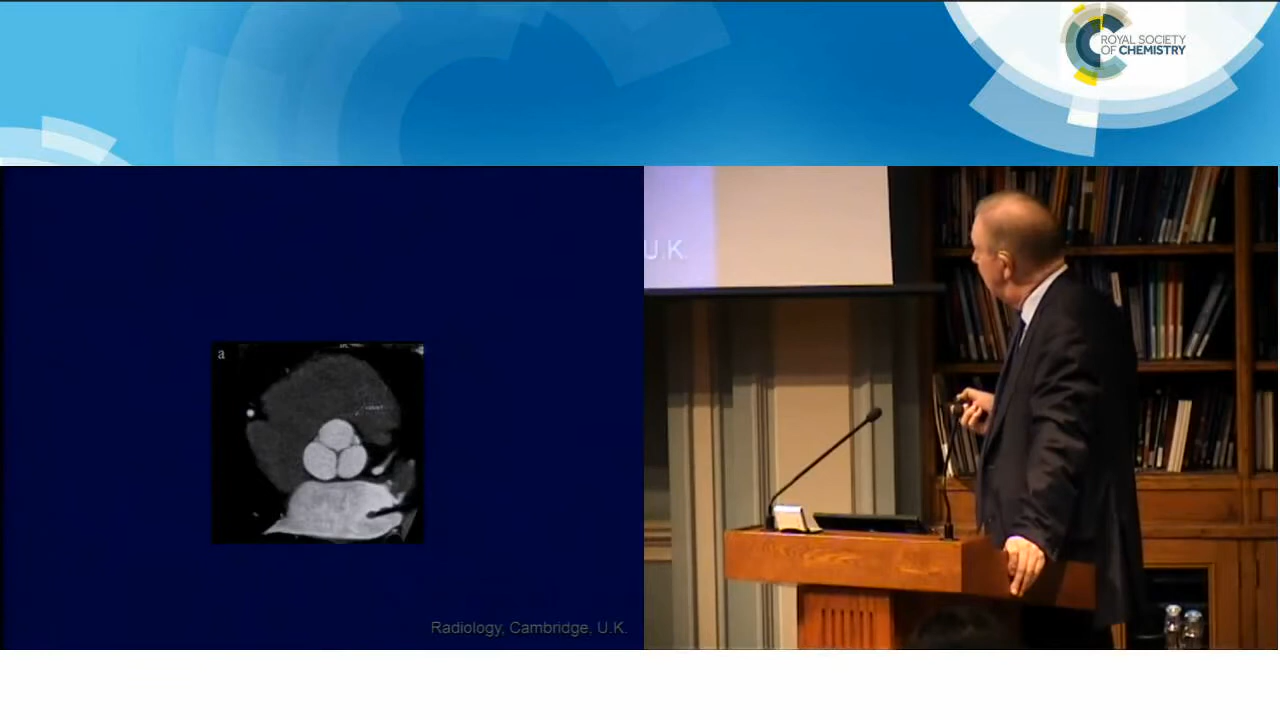 ROYAL SOCIETY
OF CHEMISTRY
a
Radiology, Cambridge, U.K.
U.K.